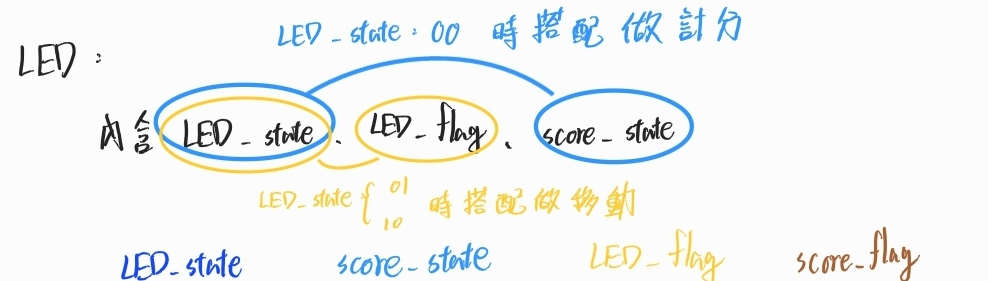 LED_state : 00 時搭配做計分
LED :
內含 LED_state、LED_flag、score_state
LED_state { 01 10 時搭配做移動
LED_state score_state LED_flag score_flag